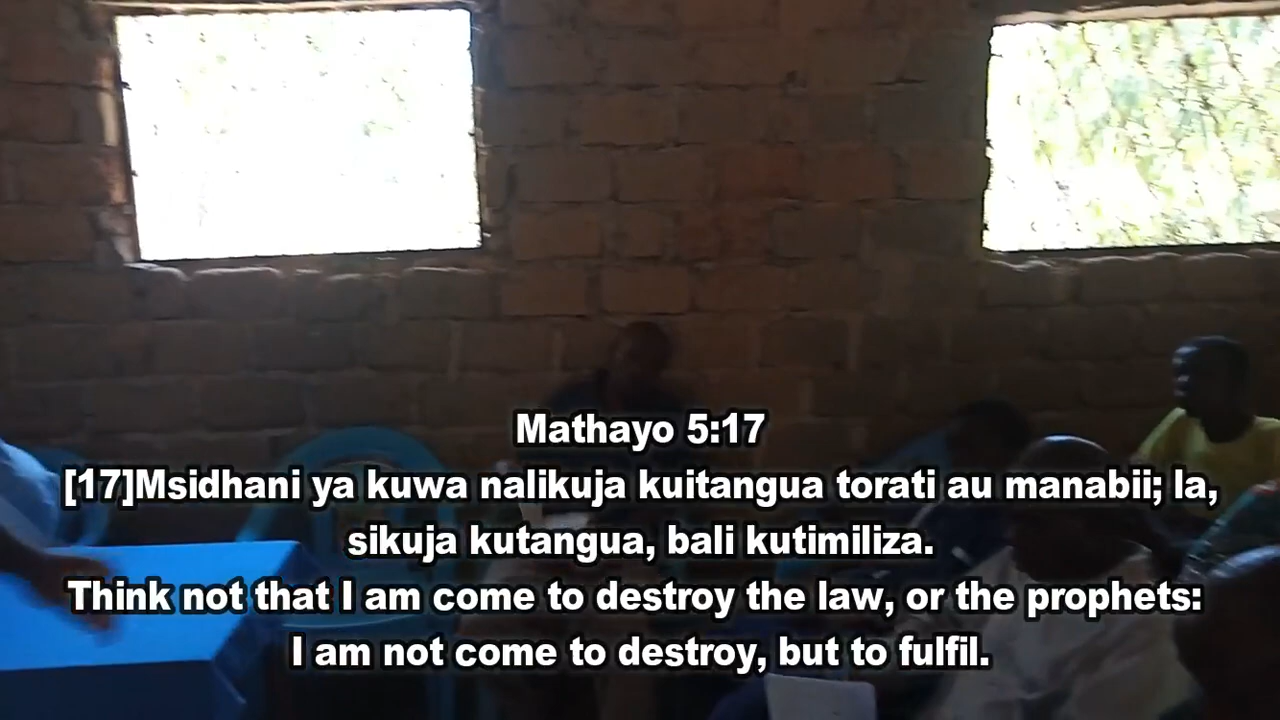 Mathayo 5:17
[17]Msidhani ya kuwa nalikuja kuitangua torati au manabii; la,
sikuja kutangua, bali kutimiliza.
Think not that I am come to destroy the law, or the prophets:
I am not come to destroy, but to fulfil.